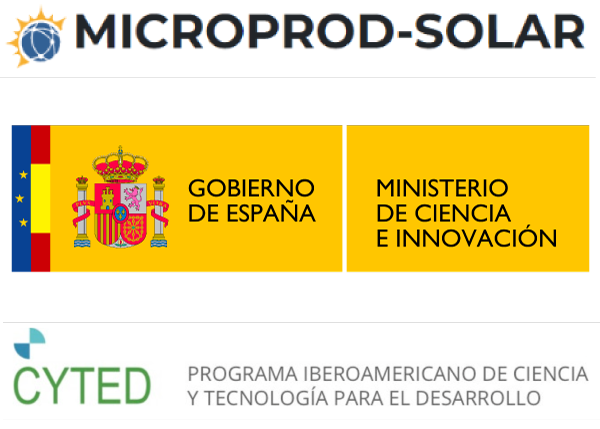 MICROPROD-SOLAR
GOBIERNO
DE ESPAÑA
MINISTERIO
DE CIENCIA
E INNOVACIÓN
CYTED
PROGRAMA IBEROAMERICANO DE CIENCIA
Y TECNOLOGÍA PARA EL DESARROLLO